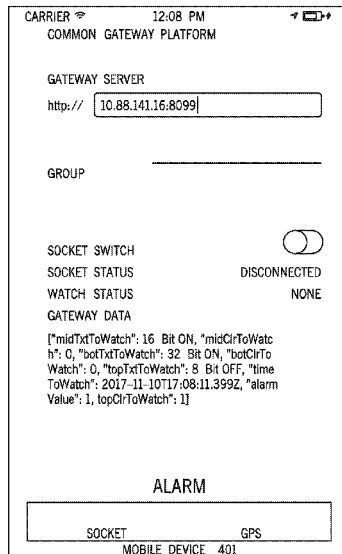 CARRIER 12:08 PM
COMMON GATEWAY PLATFORM
GATEWAY SERVER
http:// 10.88.141.16:8099
GROUP
SOCKET SWITCH
SOCKET STATUS DISCONNECTED
WATCH STATUS NONE
GATEWAY DATA
["midTxtToWatch": 16 Bit ON, "midClrToWatc
h": 0, "botTxtToWatch": 32 Bit ON, "botClrTo
Watch": 0, "topTxtToWatch": 8 Bit OFF, "time
ToWatch": 2017-11-10T17:08:11.399Z, "alarm
Value": 1, topClrToWatch": 1]
ALARM
SOCKET GPS
MOBILE DEVICE 401